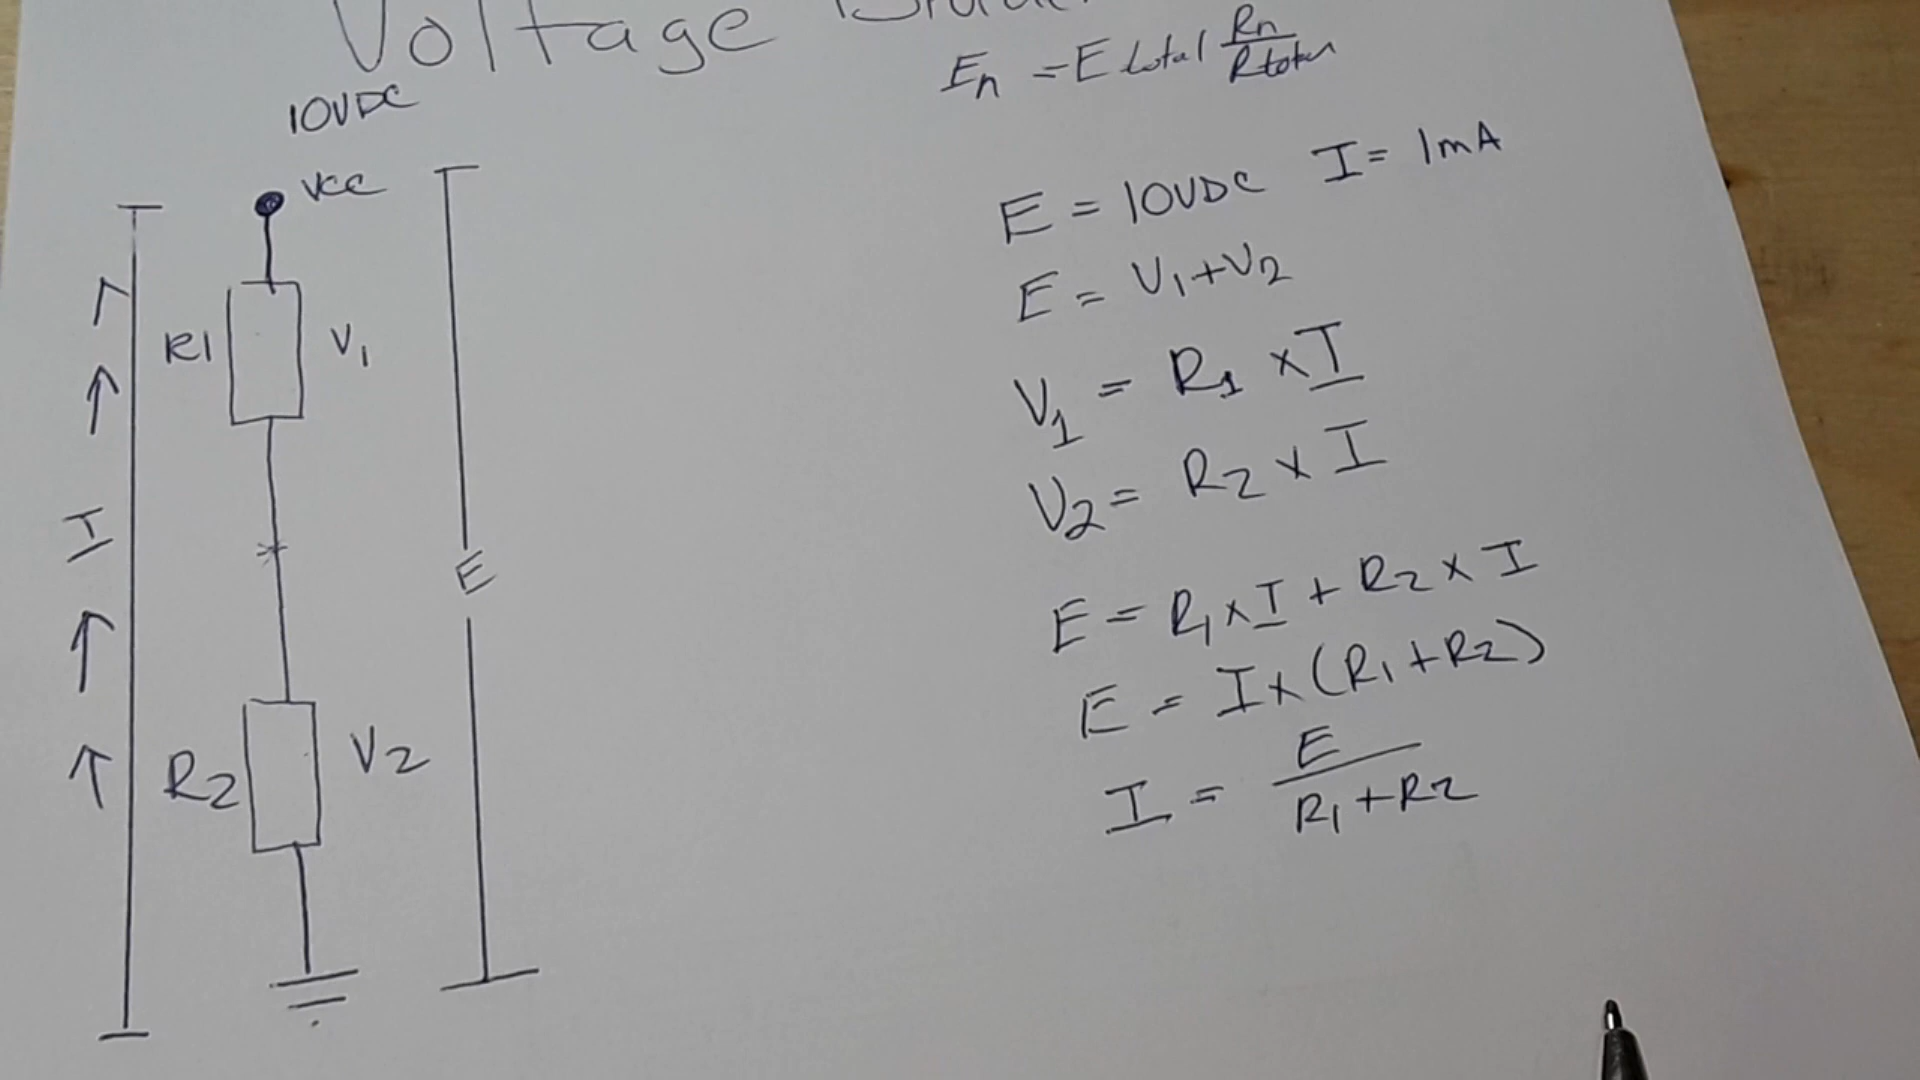 Voltage
En = E total Rn/Rtotal
10VDC
VCC
E = 10VDC I = 1mA
E = V1+V2
R1 V1
V1 = R1 x I
V2 = R2 x I
I
E
E = R1 x I + R2 x I
E = I x (R1+R2)
R2 V2
I = E/R1+R2